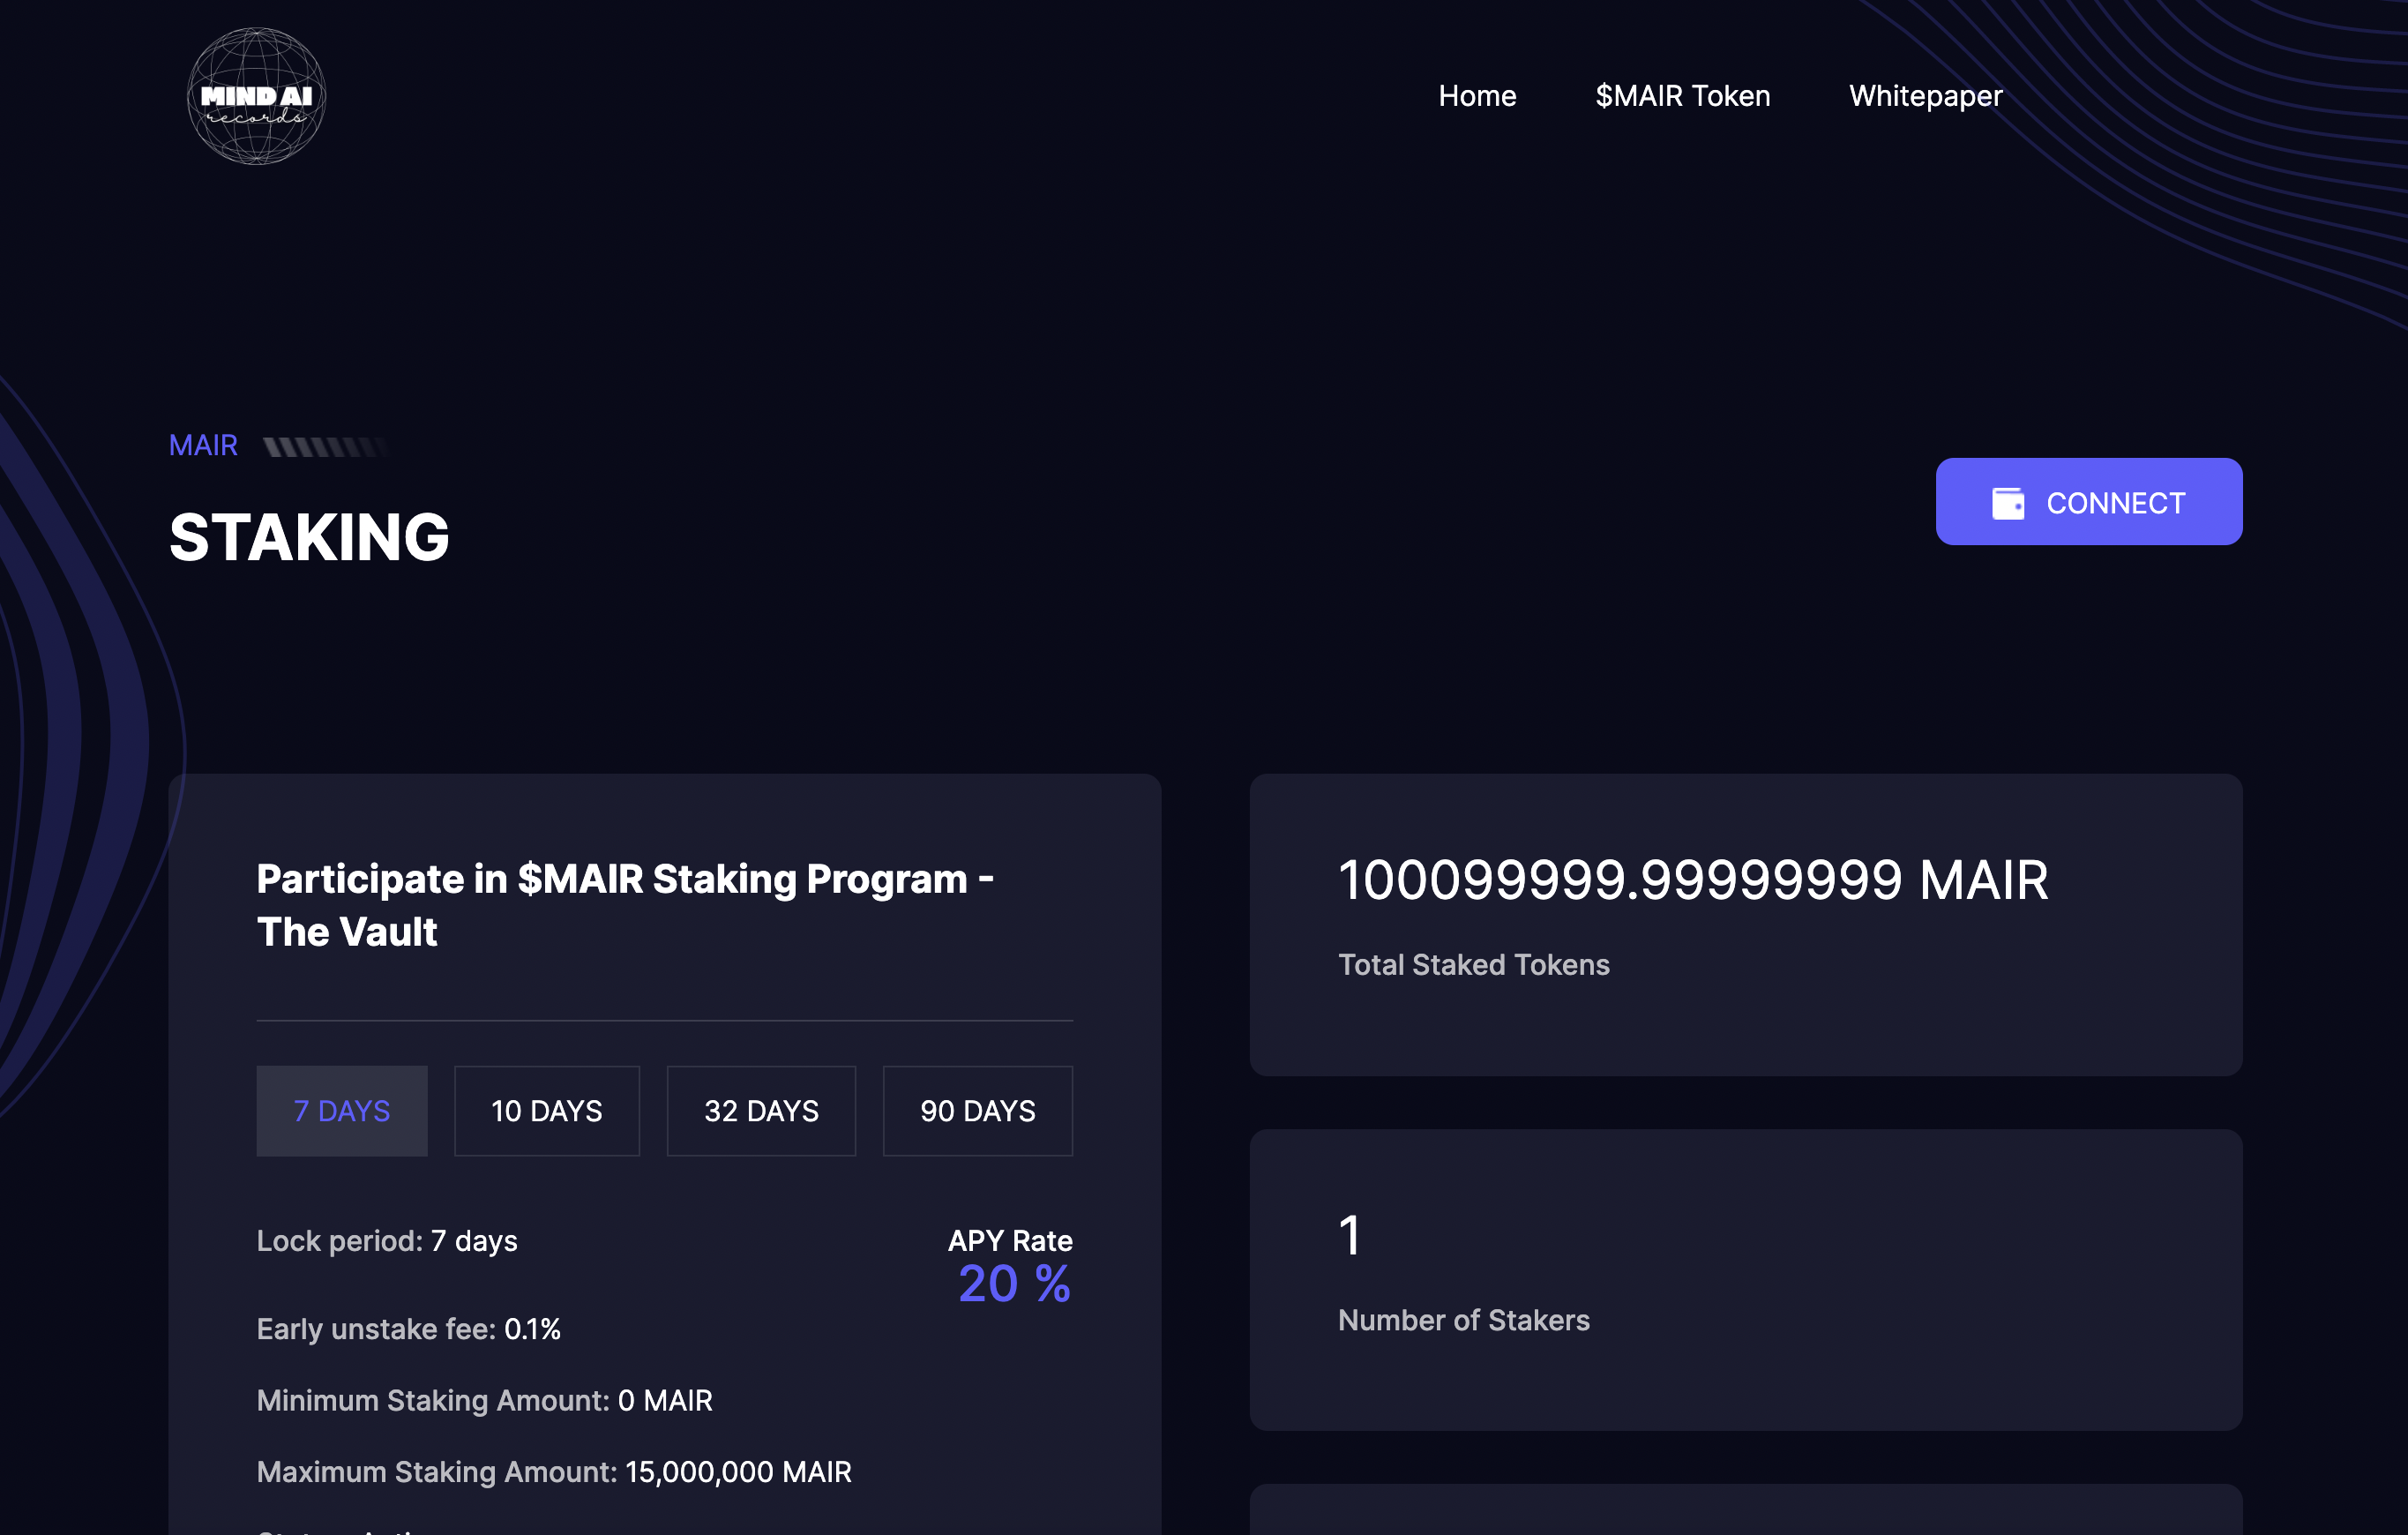 MIND AI
records
Home
$MAIR Token
Whitepaper
MAIR
STAKING
CONNECT
Participate in $MAIR Staking Program -
The Vault
7 DAYS
10 DAYS
32 DAYS
90 DAYS
Lock period: 7 days
APY Rate
20 %
Early unstake fee: 0.1%
Minimum Staking Amount: 0 MAIR
Maximum Staking Amount: 15,000,000 MAIR
100099999.99999999 MAIR
Total Staked Tokens
1
Number of Stakers